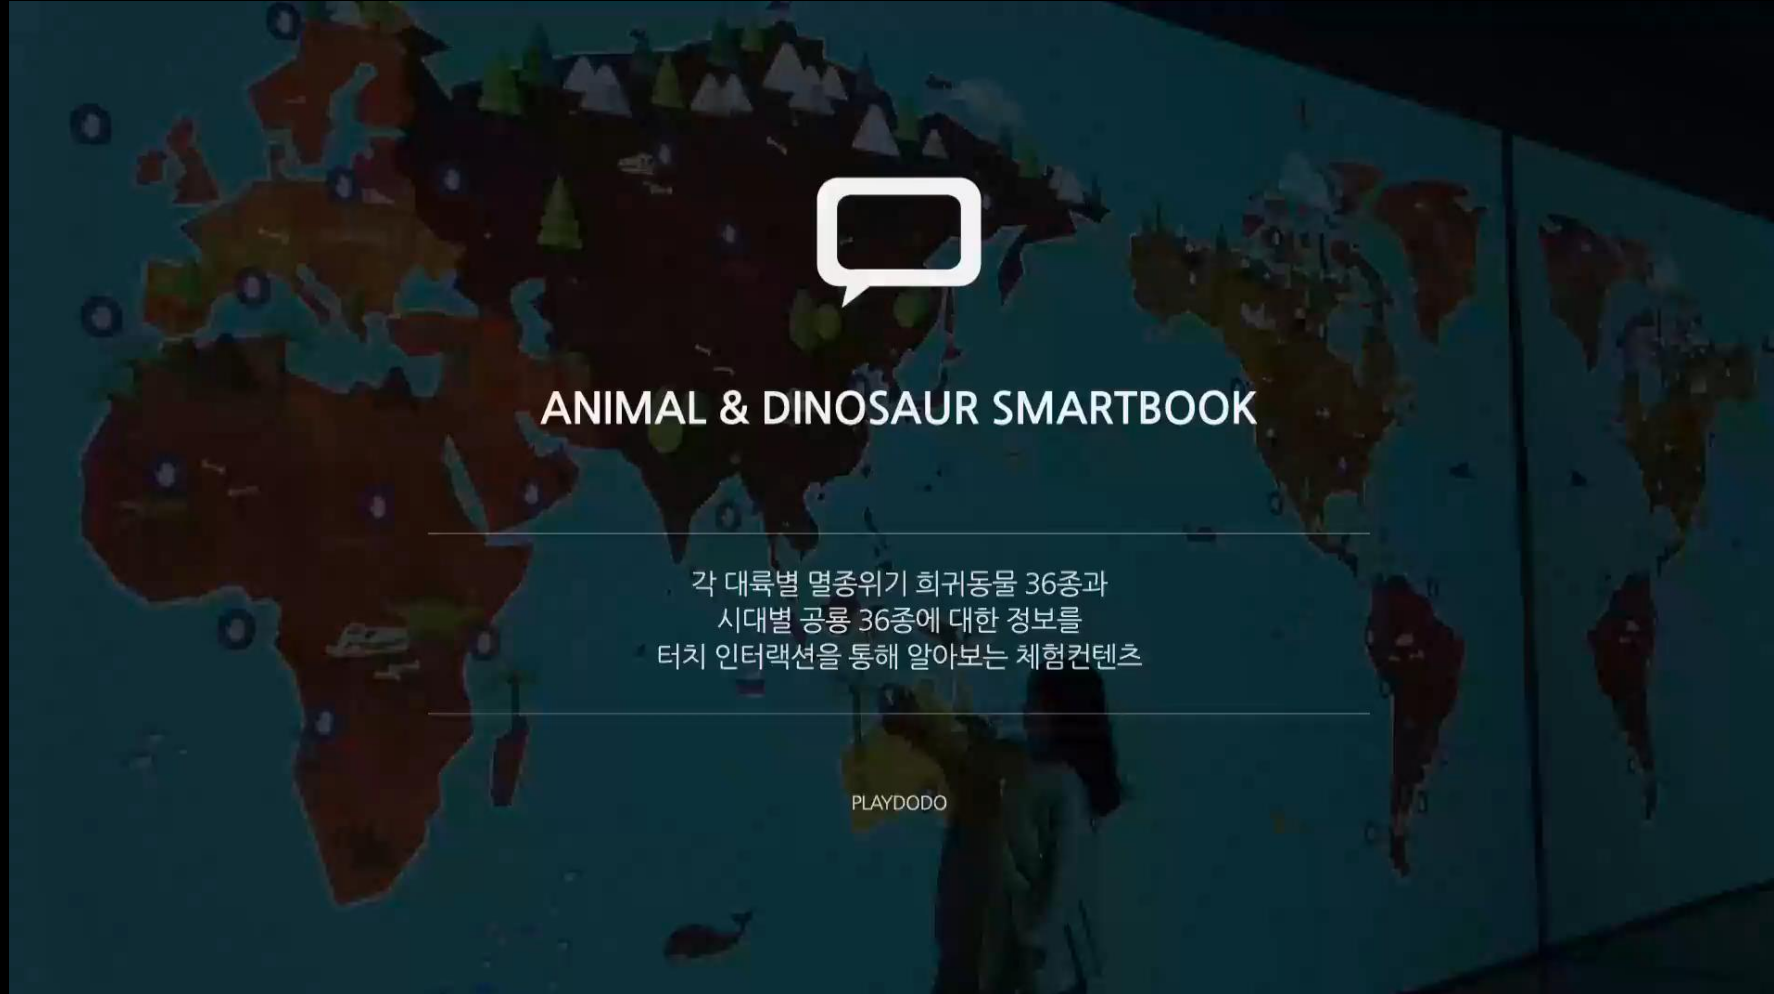 ANIMAL & DINOSAUR SMARTBOOK
각 대륙별 멸종위기 희귀동물 36종과
시대별 공룡 36종에 대한 정보를
터치 인터랙션을 통해 알아보는 체험컨텐츠
PLAYDODO